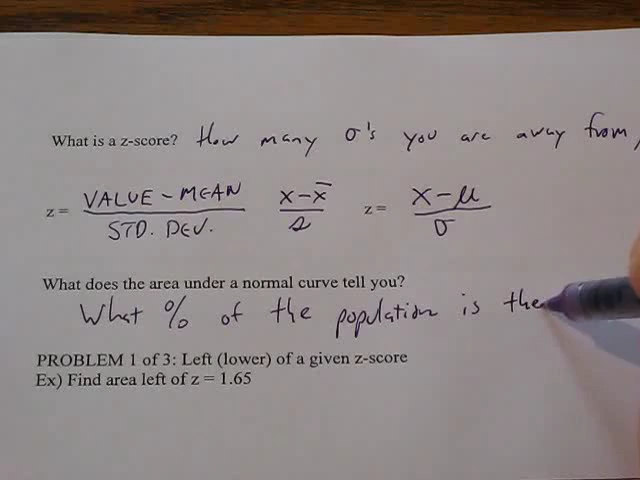 What is a z-score? How many σ's you are away from,
z = VALUE - MEAN / STD. DEV. x - x̄ / s z = x - μ / σ
What does the area under a normal curve tell you?
What % of the population is the
PROBLEM 1 of 3: Left (lower) of a given z-score
Ex) Find area left of z = 1.65